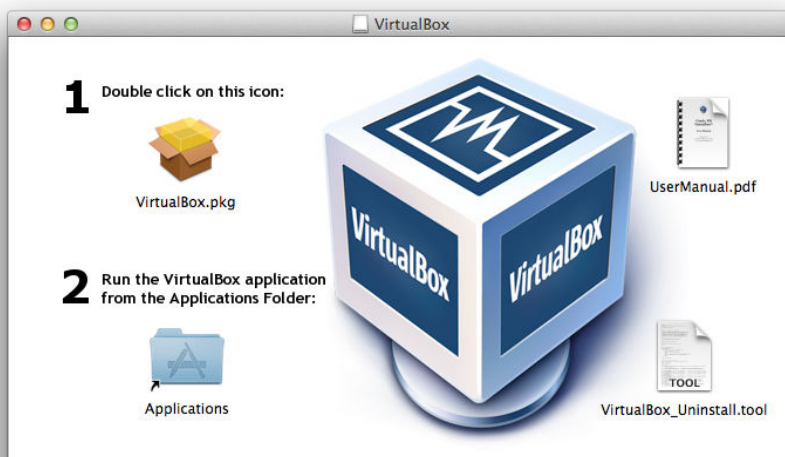 VirtualBox
1 Double click on this icon:
VirtualBox.pkg
UserManual.pdf
VirtualBox
VirtualBox
2 Run the VirtualBox application
from the Applications Folder:
Applications
TOOL
VirtualBox_Uninstall.tool